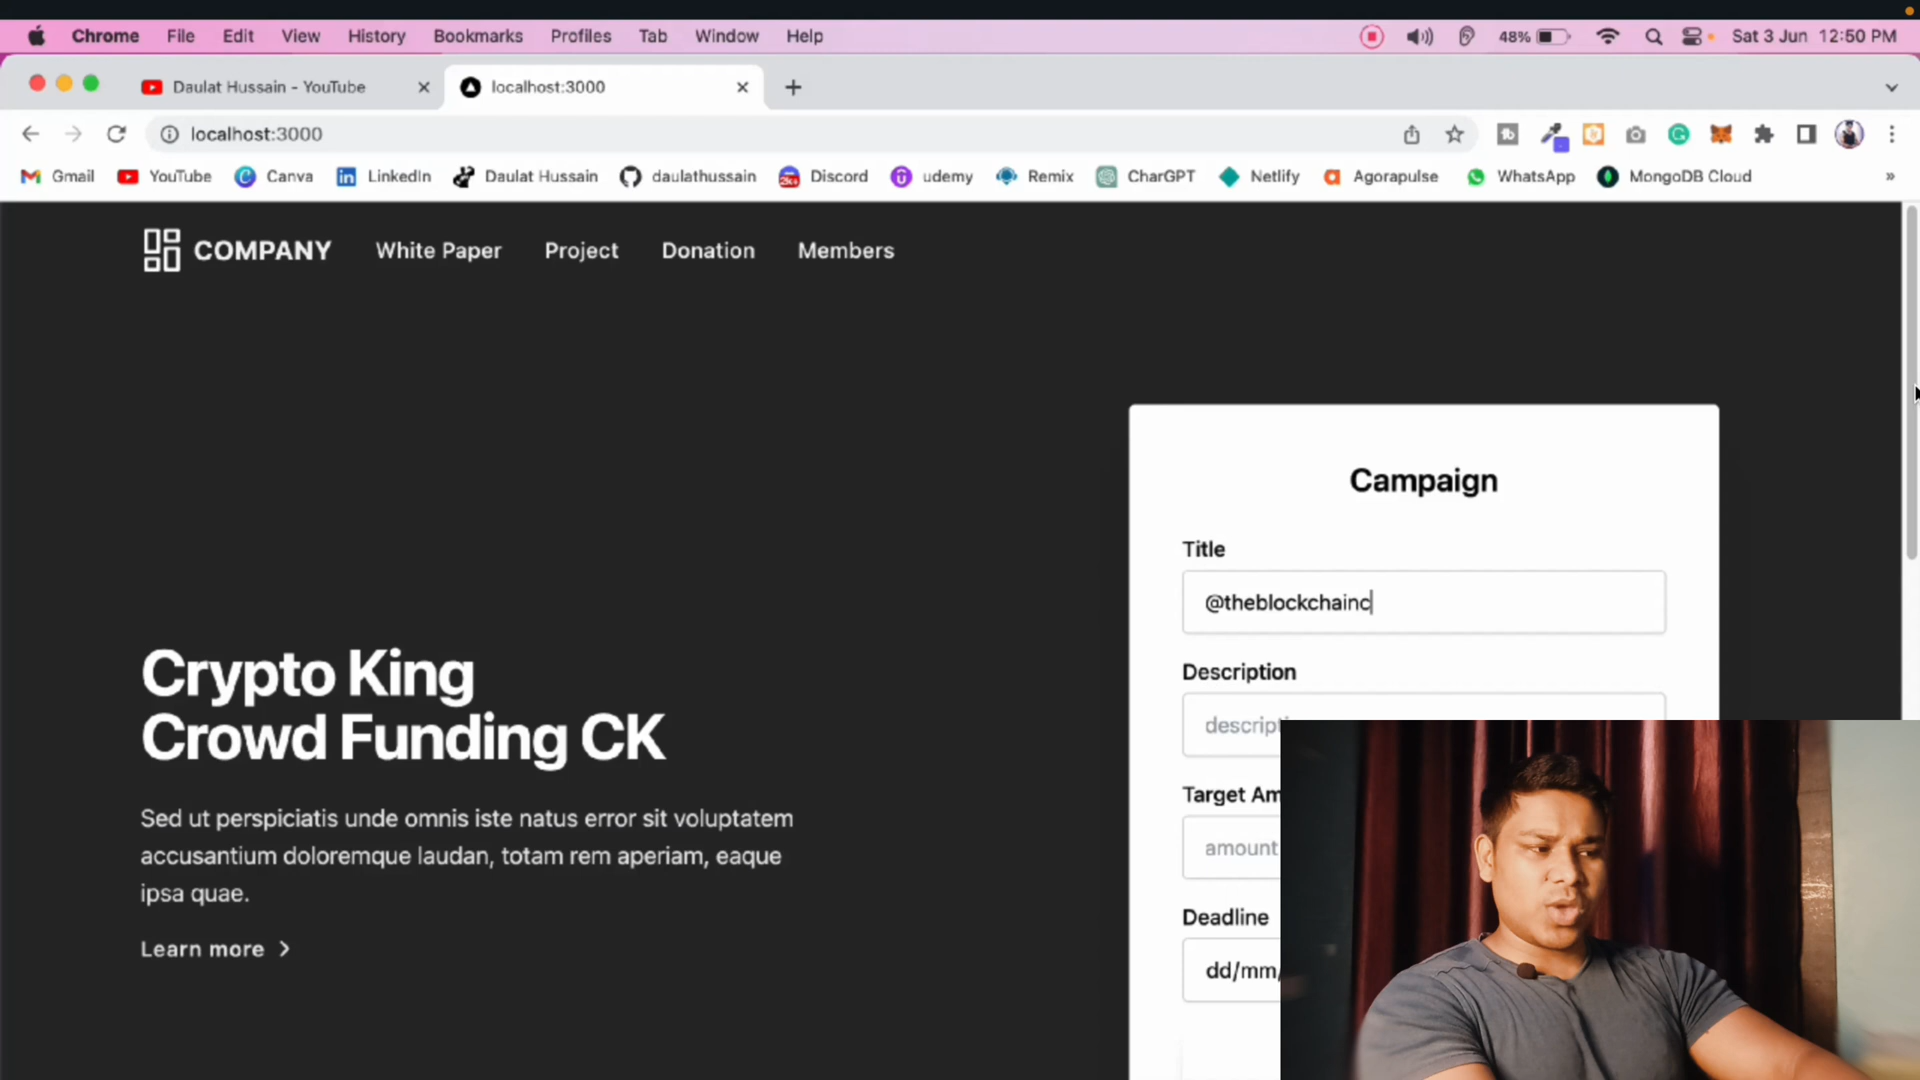 Chrome File Edit View History Bookmarks Profiles Tab Window Help 48% Sat 3 Jun 12:50 PM
Daulat Hussain - YouTube localhost:3000
localhost:3000
Gmail YouTube Canva LinkedIn Daulat Hussain daulathussain Discord udemy Remix CharGPT Netlify Agorapulse WhatsApp MongoDB Cloud »
COMPANY White Paper Project Donation Members
Campaign
Title
@theblockchainc
Description
descripti
Target Am
amount
Deadline
dd/mm/
Crypto King
Crowd Funding CK
Sed ut perspiciatis unde omnis iste natus error sit voluptatem
accusantium doloremque laudan, totam rem aperiam, eaque
ipsa quae.
Learn more